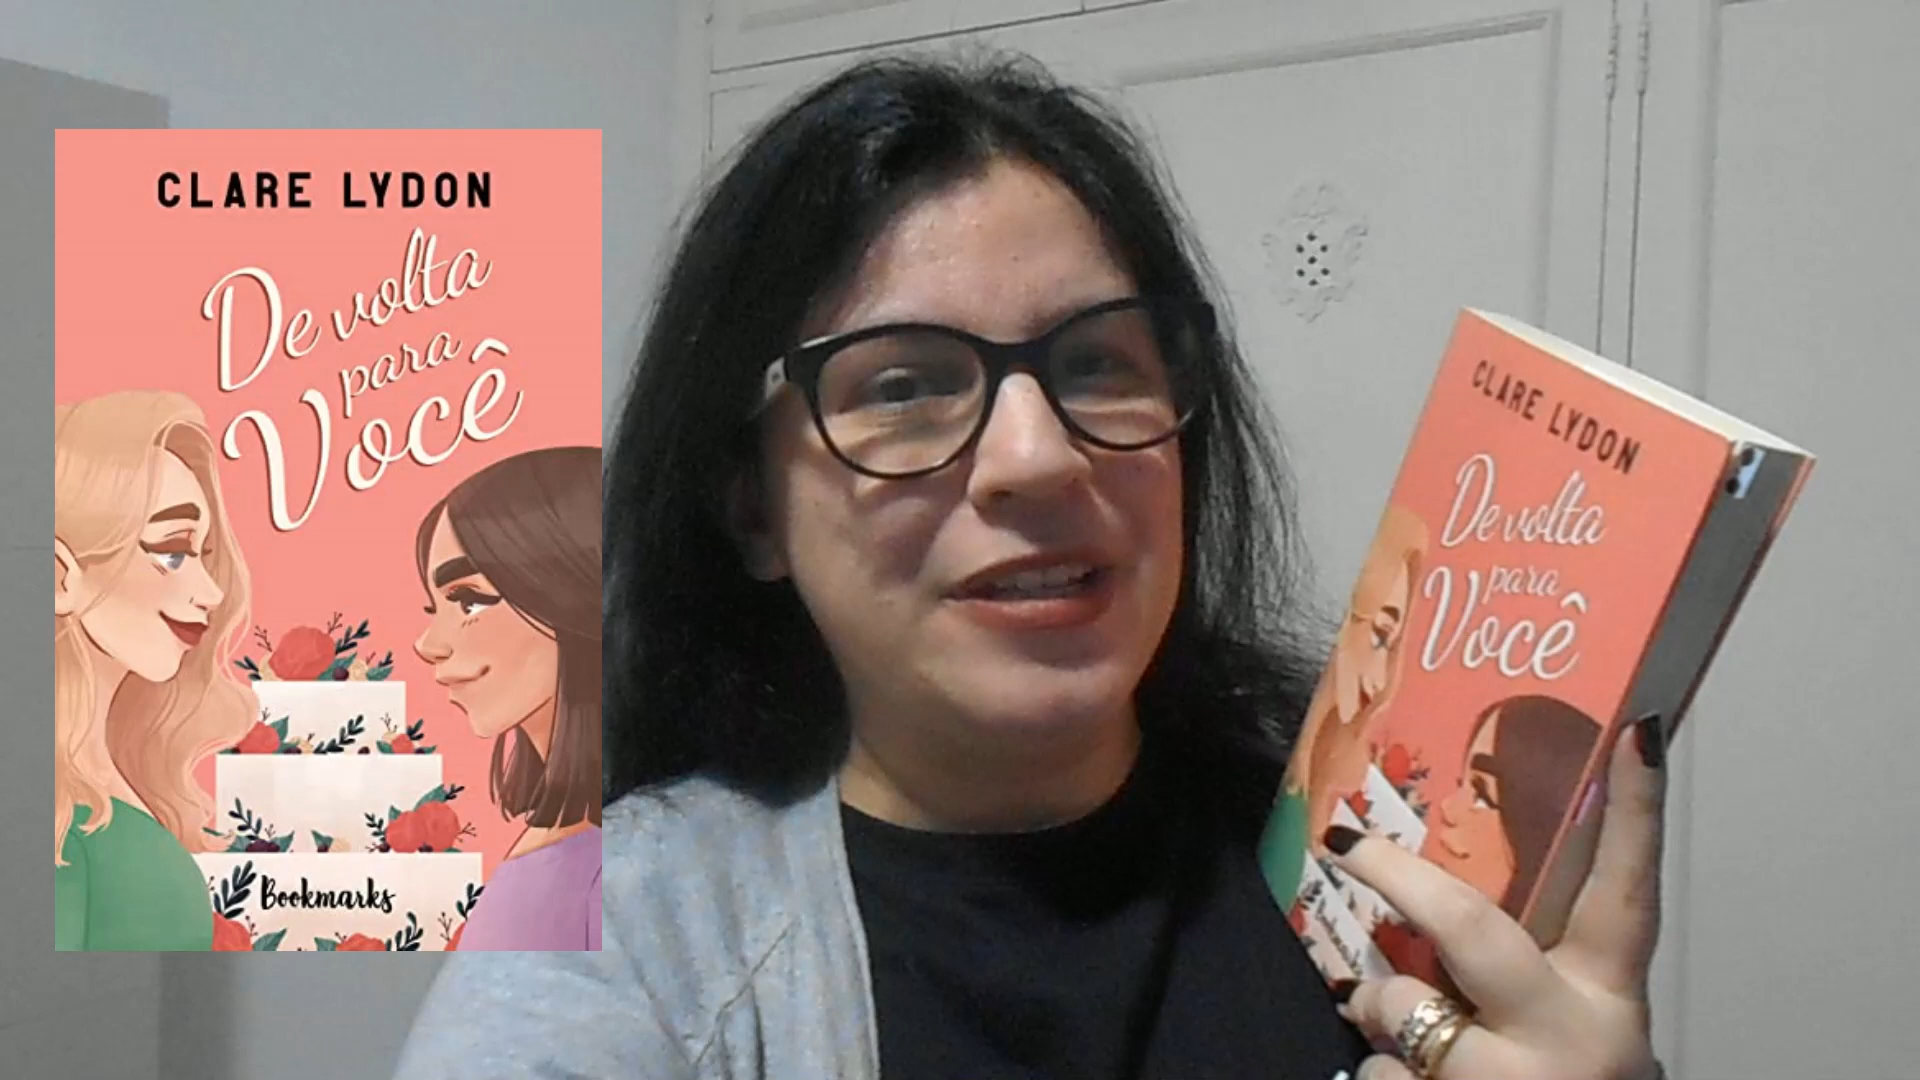 CLARE LYDON
De volta
para
Você
Bookmarks
CLARE LYDON
De volta
para
Você